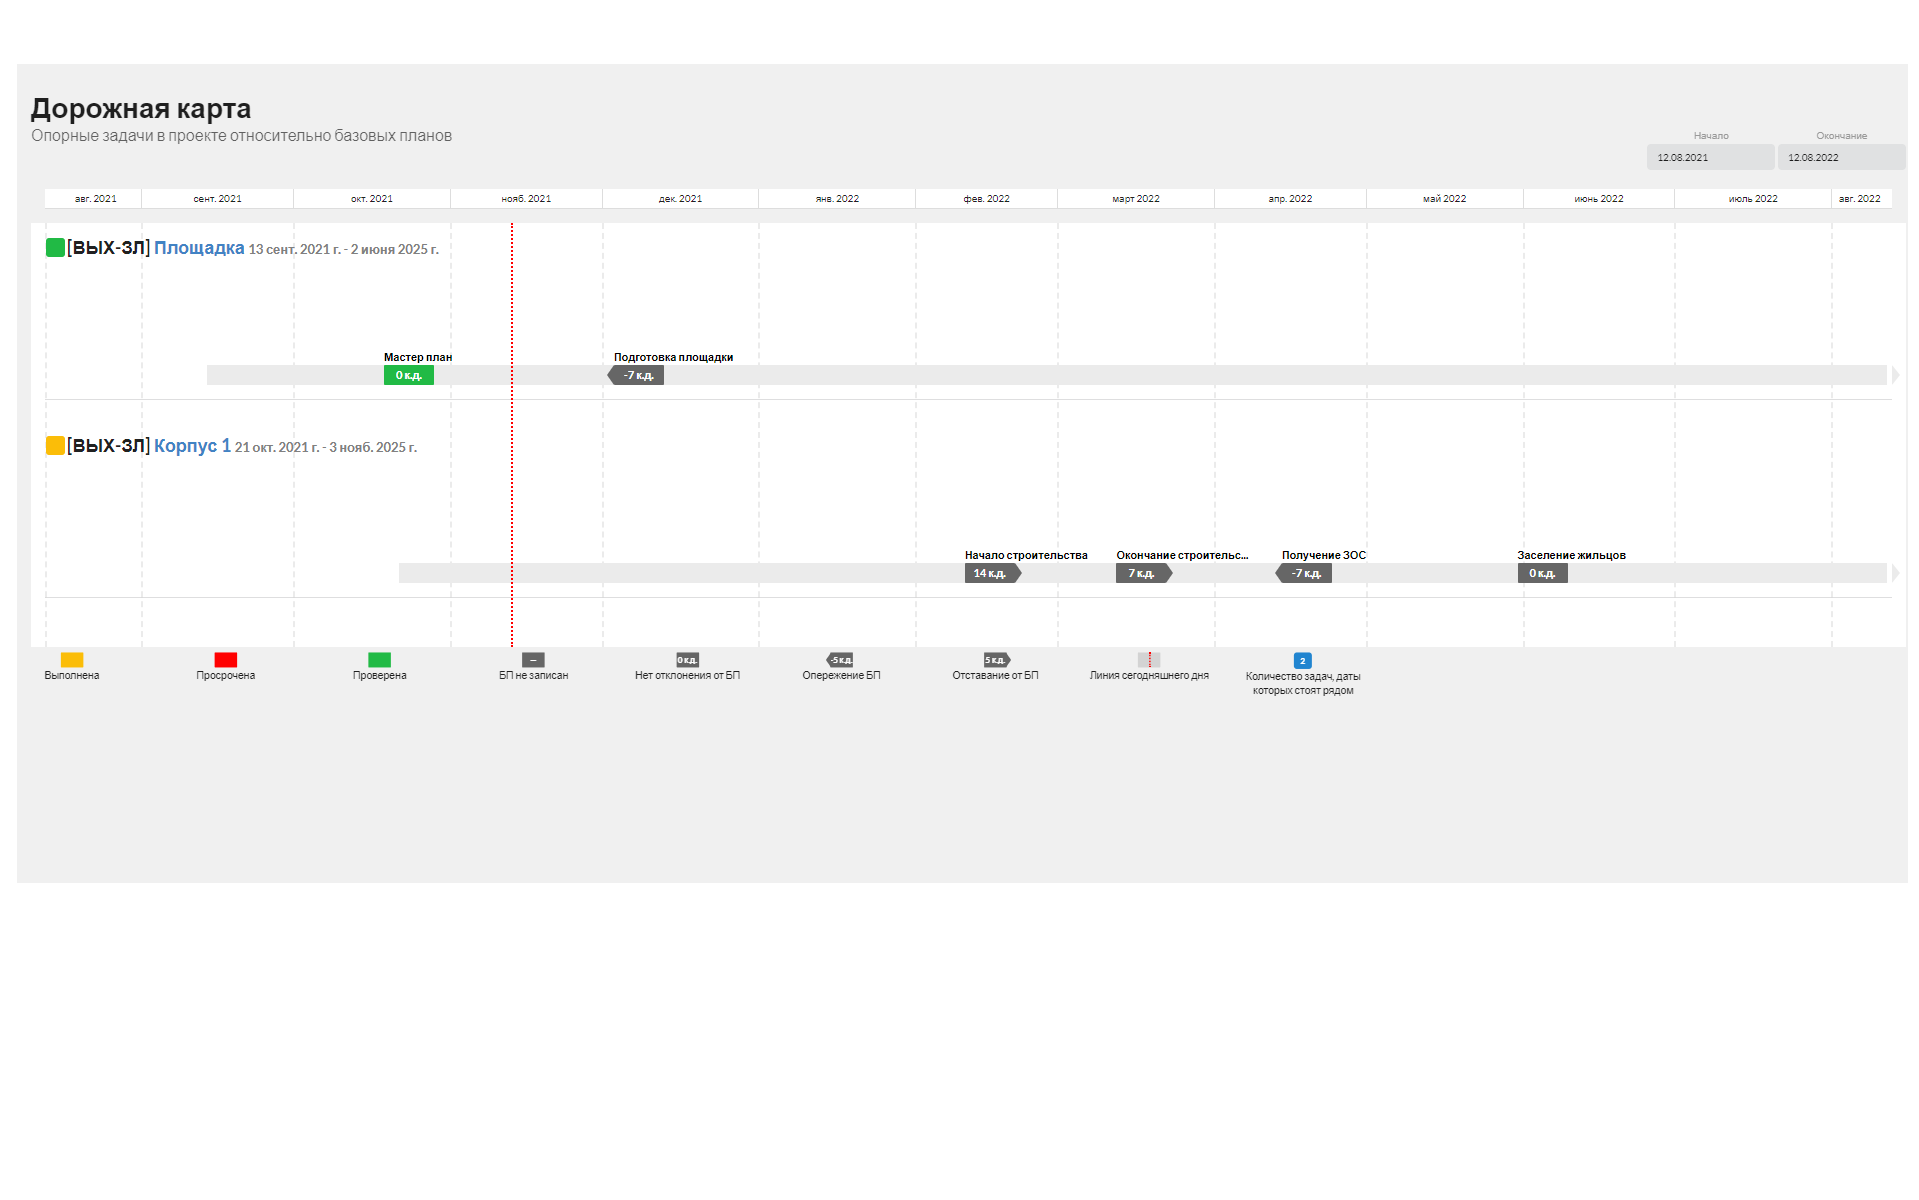 Дорожная карта
Опорные задачи в проекте относительно базовых планов
Начало Окончание
12.08.2021 12.08.2022
авг. 2021 сент. 2021 окт. 2021 нояб. 2021 дек. 2021 янв. 2022 фев. 2022 март 2022 апр. 2022 май 2022 июнь 2022 июль 2022 авг. 2022
[ВЫХ-ЗЛ] Площадка 13 сент. 2021 г. - 2 июня 2025 г.
Мастер план Подготовка площадки
0 к.д. -7 к.д.
[ВЫХ-ЗЛ] Корпус 1 21 окт. 2021 г. - 3 нояб. 2025 г.
Начало строительства Окончание строительс... Получение ЗОС Заселение жильцов
14 к.д. 7 к.д. -7 к.д. 0 к.д.
– 0 к.д. -5 к.д. 5 к.д. 2
Выполнена Просрочена Проверена БП не записан Нет отклонения от БП Опережение БП Отставание от БП Линия сегодняшнего дня Количество задач, даты
которых стоят рядом